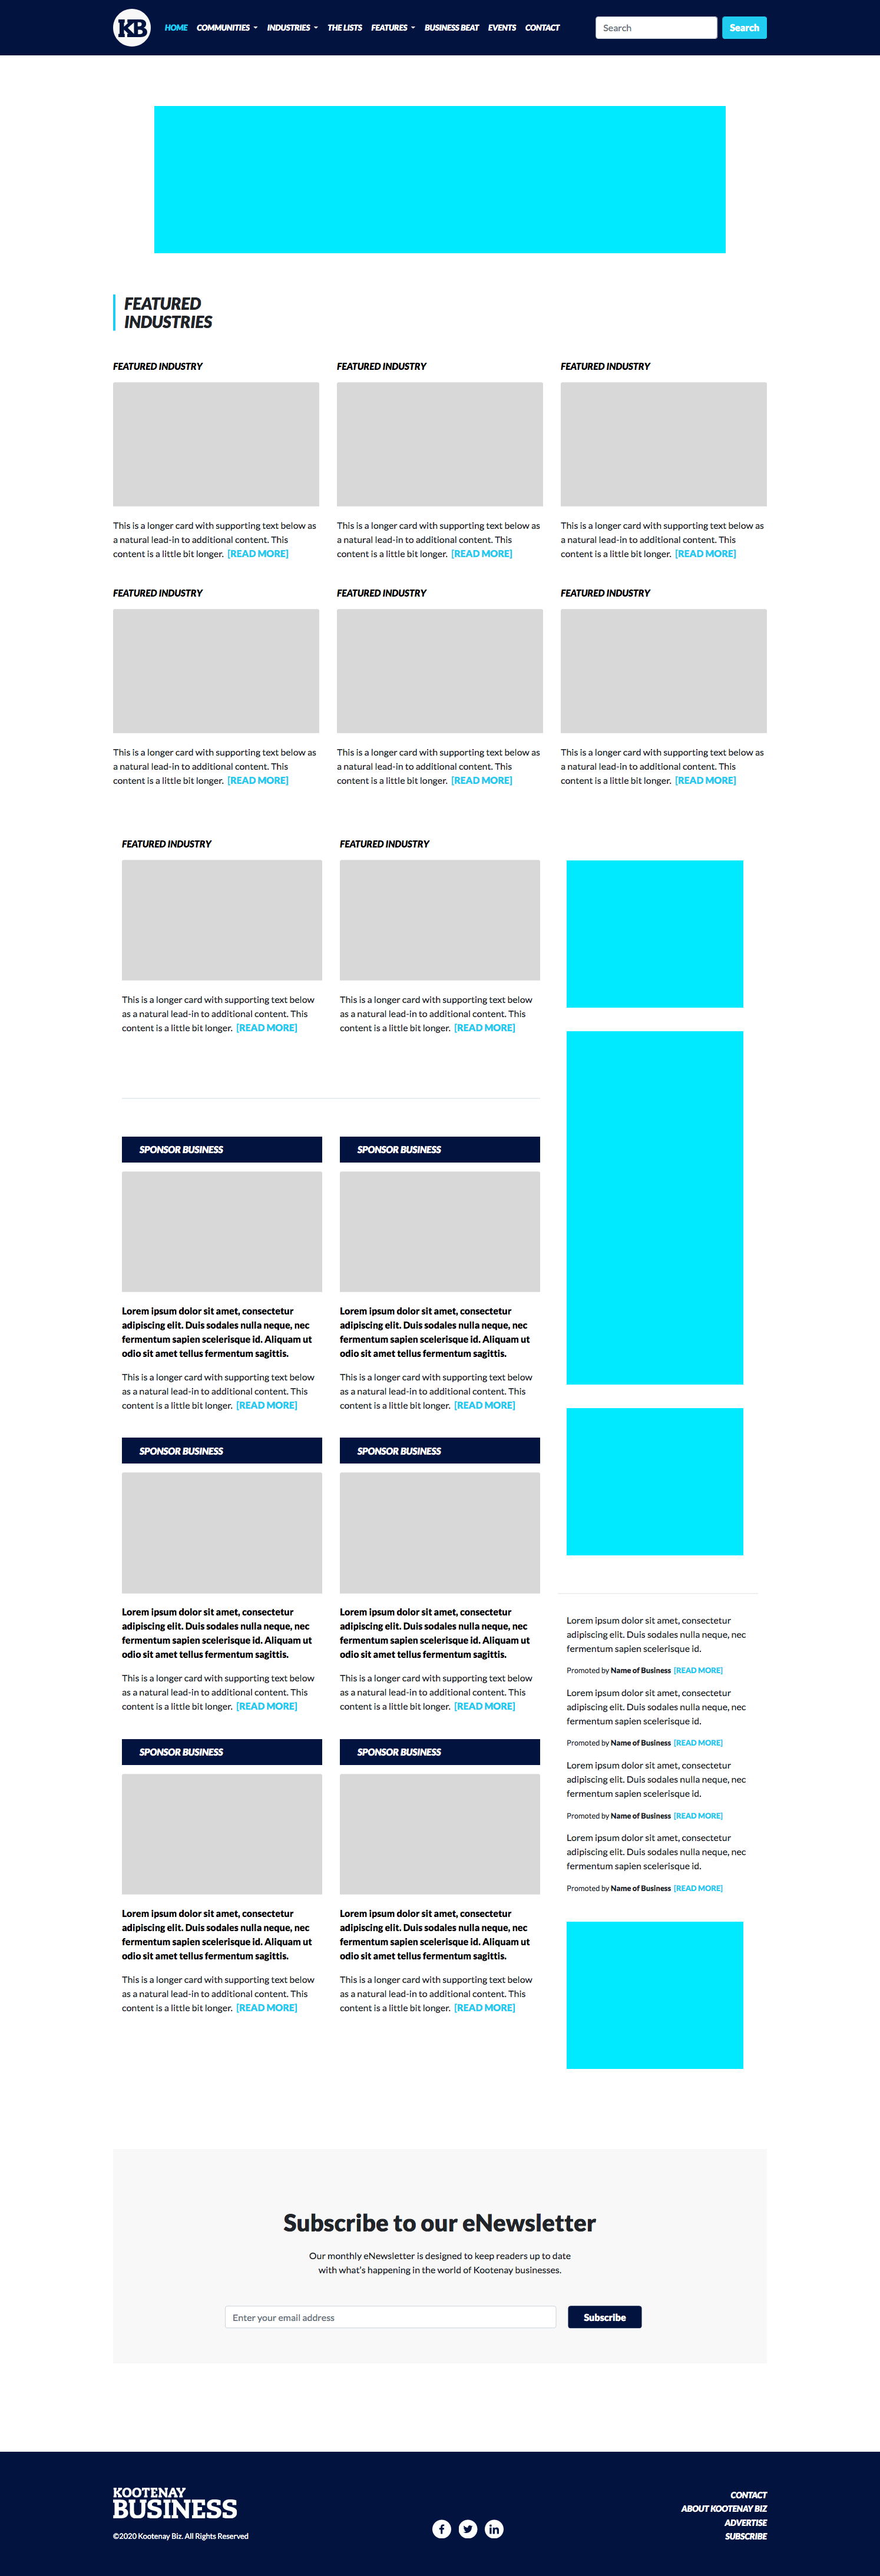 KB
HOME COMMUNITIES INDUSTRIES THE LISTS FEATURES BUSINESS BEAT EVENTS CONTACT
Search
Search
FEATURED
INDUSTRIES
FEATURED INDUSTRY
This is a longer card with supporting text below as
a natural lead-in to additional content. This
content is a little bit longer. [READ MORE]
FEATURED INDUSTRY
This is a longer card with supporting text below as
a natural lead-in to additional content. This
content is a little bit longer. [READ MORE]
FEATURED INDUSTRY
This is a longer card with supporting text below as
a natural lead-in to additional content. This
content is a little bit longer. [READ MORE]
FEATURED INDUSTRY
This is a longer card with supporting text below as
a natural lead-in to additional content. This
content is a little bit longer. [READ MORE]
FEATURED INDUSTRY
This is a longer card with supporting text below as
a natural lead-in to additional content. This
content is a little bit longer. [READ MORE]
FEATURED INDUSTRY
This is a longer card with supporting text below as
a natural lead-in to additional content. This
content is a little bit longer. [READ MORE]
FEATURED INDUSTRY
This is a longer card with supporting text below
as a natural lead-in to additional content. This
content is a little bit longer. [READ MORE]
FEATURED INDUSTRY
This is a longer card with supporting text below
as a natural lead-in to additional content. This
content is a little bit longer. [READ MORE]
SPONSOR BUSINESS
Lorem ipsum dolor sit amet, consectetur
adipiscing elit. Duis sodales nulla neque, nec
fermentum sapien scelerisque id. Aliquam ut
odio sit amet tellus fermentum sagittis.
This is a longer card with supporting text below
as a natural lead-in to additional content. This
content is a little bit longer. [READ MORE]
SPONSOR BUSINESS
Lorem ipsum dolor sit amet, consectetur
adipiscing elit. Duis sodales nulla neque, nec
fermentum sapien scelerisque id. Aliquam ut
odio sit amet tellus fermentum sagittis.
This is a longer card with supporting text below
as a natural lead-in to additional content. This
content is a little bit longer. [READ MORE]
SPONSOR BUSINESS
Lorem ipsum dolor sit amet, consectetur
adipiscing elit. Duis sodales nulla neque, nec
fermentum sapien scelerisque id. Aliquam ut
odio sit amet tellus fermentum sagittis.
This is a longer card with supporting text below
as a natural lead-in to additional content. This
content is a little bit longer. [READ MORE]
SPONSOR BUSINESS
Lorem ipsum dolor sit amet, consectetur
adipiscing elit. Duis sodales nulla neque, nec
fermentum sapien scelerisque id. Aliquam ut
odio sit amet tellus fermentum sagittis.
This is a longer card with supporting text below
as a natural lead-in to additional content. This
content is a little bit longer. [READ MORE]
SPONSOR BUSINESS
Lorem ipsum dolor sit amet, consectetur
adipiscing elit. Duis sodales nulla neque, nec
fermentum sapien scelerisque id. Aliquam ut
odio sit amet tellus fermentum sagittis.
This is a longer card with supporting text below
as a natural lead-in to additional content. This
content is a little bit longer. [READ MORE]
SPONSOR BUSINESS
Lorem ipsum dolor sit amet, consectetur
adipiscing elit. Duis sodales nulla neque, nec
fermentum sapien scelerisque id. Aliquam ut
odio sit amet tellus fermentum sagittis.
This is a longer card with supporting text below
as a natural lead-in to additional content. This
content is a little bit longer. [READ MORE]
Lorem ipsum dolor sit amet, consectetur
adipiscing elit. Duis sodales nulla neque, nec
fermentum sapien scelerisque id.
Promoted by Name of Business [READ MORE]
Lorem ipsum dolor sit amet, consectetur
adipiscing elit. Duis sodales nulla neque, nec
fermentum sapien scelerisque id.
Promoted by Name of Business [READ MORE]
Lorem ipsum dolor sit amet, consectetur
adipiscing elit. Duis sodales nulla neque, nec
fermentum sapien scelerisque id.
Promoted by Name of Business [READ MORE]
Lorem ipsum dolor sit amet, consectetur
adipiscing elit. Duis sodales nulla neque, nec
fermentum sapien scelerisque id.
Promoted by Name of Business [READ MORE]
Subscribe to our eNewsletter
Our monthly eNewsletter is designed to keep readers up to date
with what's happening in the world of Kootenay businesses.
Enter your email address
Subscribe
KOOTENAY
BUSINESS
©2020 Kootenay Biz. All Rights Reserved
CONTACT
ABOUT KOOTENAY BIZ
ADVERTISE
SUBSCRIBE